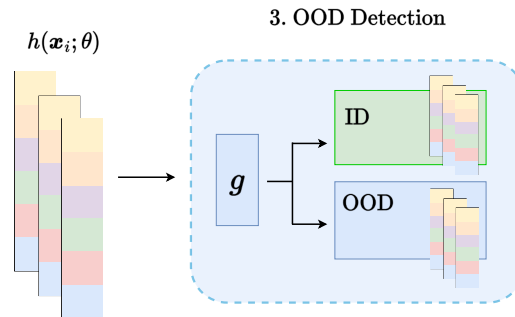 3. OOD Detection
h(x_i; θ)
ID
g
OOD